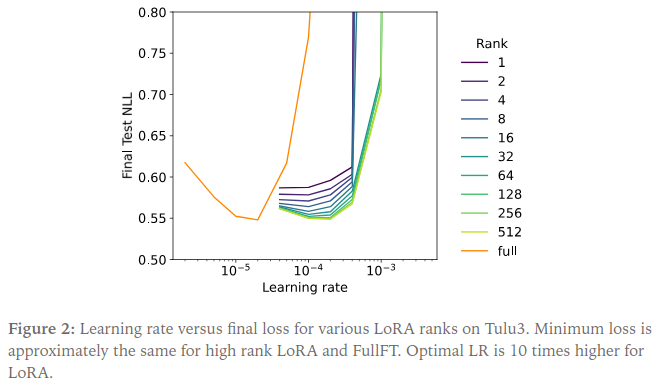 0.80
0.75
0.70
0.65
0.60
0.55
0.50
Final Test NLL
10⁻⁵
10⁻⁴
10⁻³
Learning rate
Rank
1
2
4
8
16
32
64
128
256
512
full
Figure 2: Learning rate versus final loss for various LoRA ranks on Tulu3. Minimum loss is
approximately the same for high rank LoRA and FullFT. Optimal LR is 10 times higher for
LoRA.